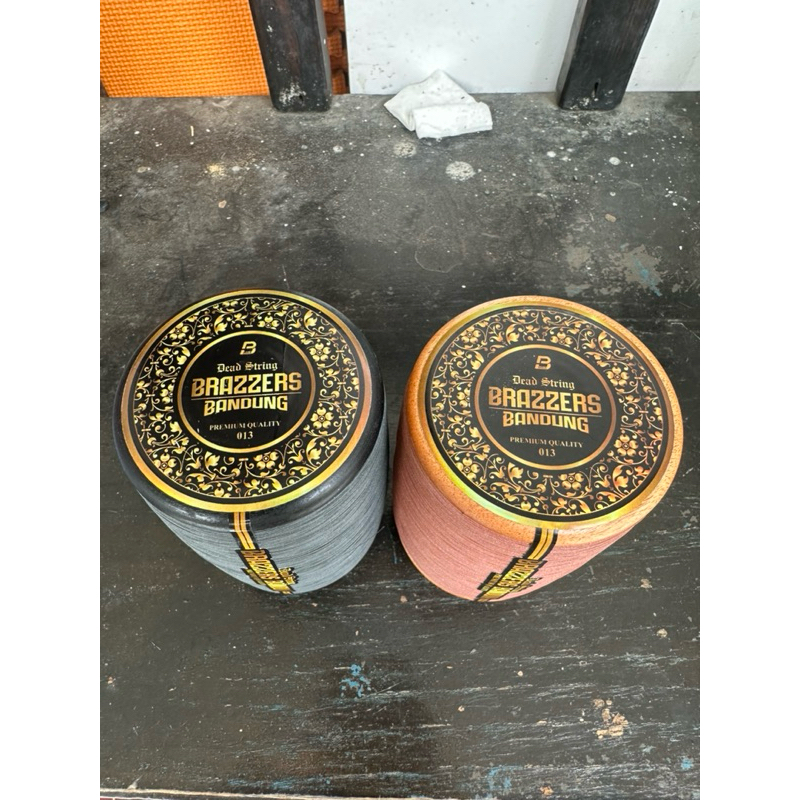 B
Dead String
BRAZZERS
BANDUNG
PREMIUM QUALITY
013
B
Dead String
BRAZZERS
BANDUNG
PREMIUM QUALITY
013